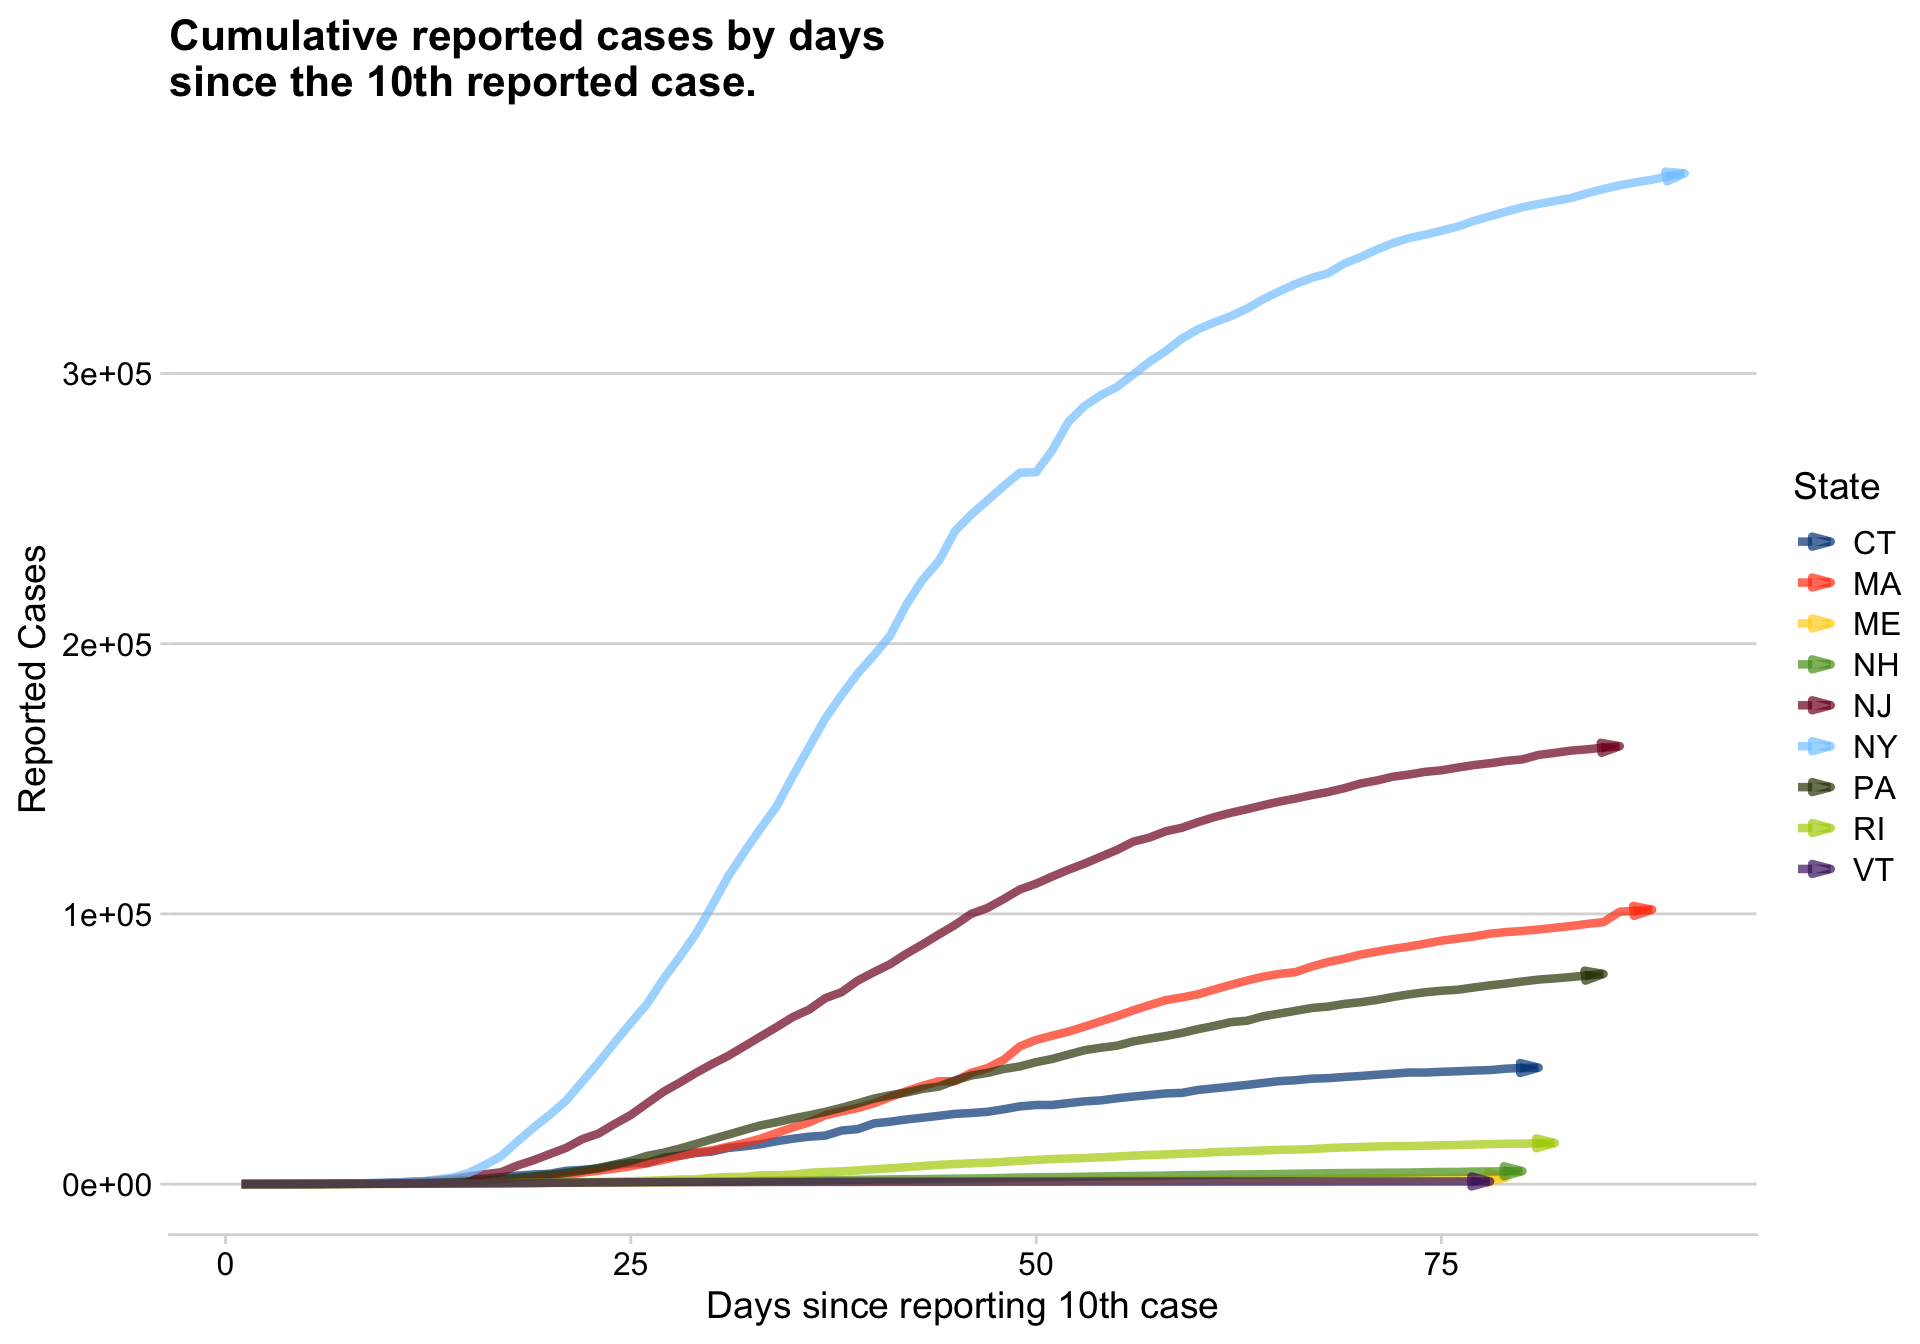 Cumulative reported cases by days
since the 10th reported case.
3e+05
2e+05
1e+05
0e+00
Reported Cases
0
25
50
75
Days since reporting 10th case
State
CT
MA
ME
NH
NJ
NY
PA
RI
VT